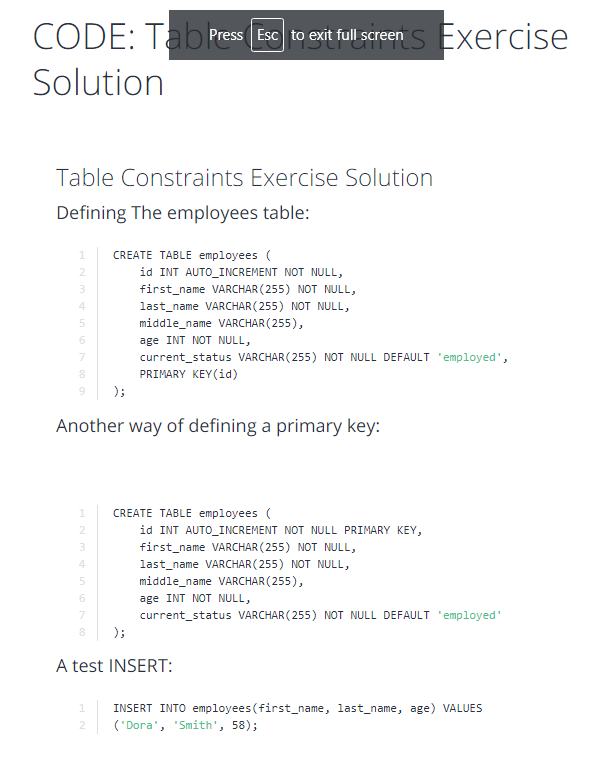 CODE: Table Constraints Exercise
Press Esc to exit full screen
Solution
Table Constraints Exercise Solution
Defining The employees table:
1 CREATE TABLE employees (
2 id INT AUTO_INCREMENT NOT NULL,
3 first_name VARCHAR(255) NOT NULL,
4 last_name VARCHAR(255) NOT NULL,
5 middle_name VARCHAR(255),
6 age INT NOT NULL,
7 current_status VARCHAR(255) NOT NULL DEFAULT 'employed',
8 PRIMARY KEY(id)
9 );
Another way of defining a primary key:
1 CREATE TABLE employees (
2 id INT AUTO_INCREMENT NOT NULL PRIMARY KEY,
3 first_name VARCHAR(255) NOT NULL,
4 last_name VARCHAR(255) NOT NULL,
5 middle_name VARCHAR(255),
6 age INT NOT NULL,
7 current_status VARCHAR(255) NOT NULL DEFAULT 'employed'
8 );
A test INSERT:
1 INSERT INTO employees(first_name, last_name, age) VALUES
2 ('Dora', 'Smith', 58);